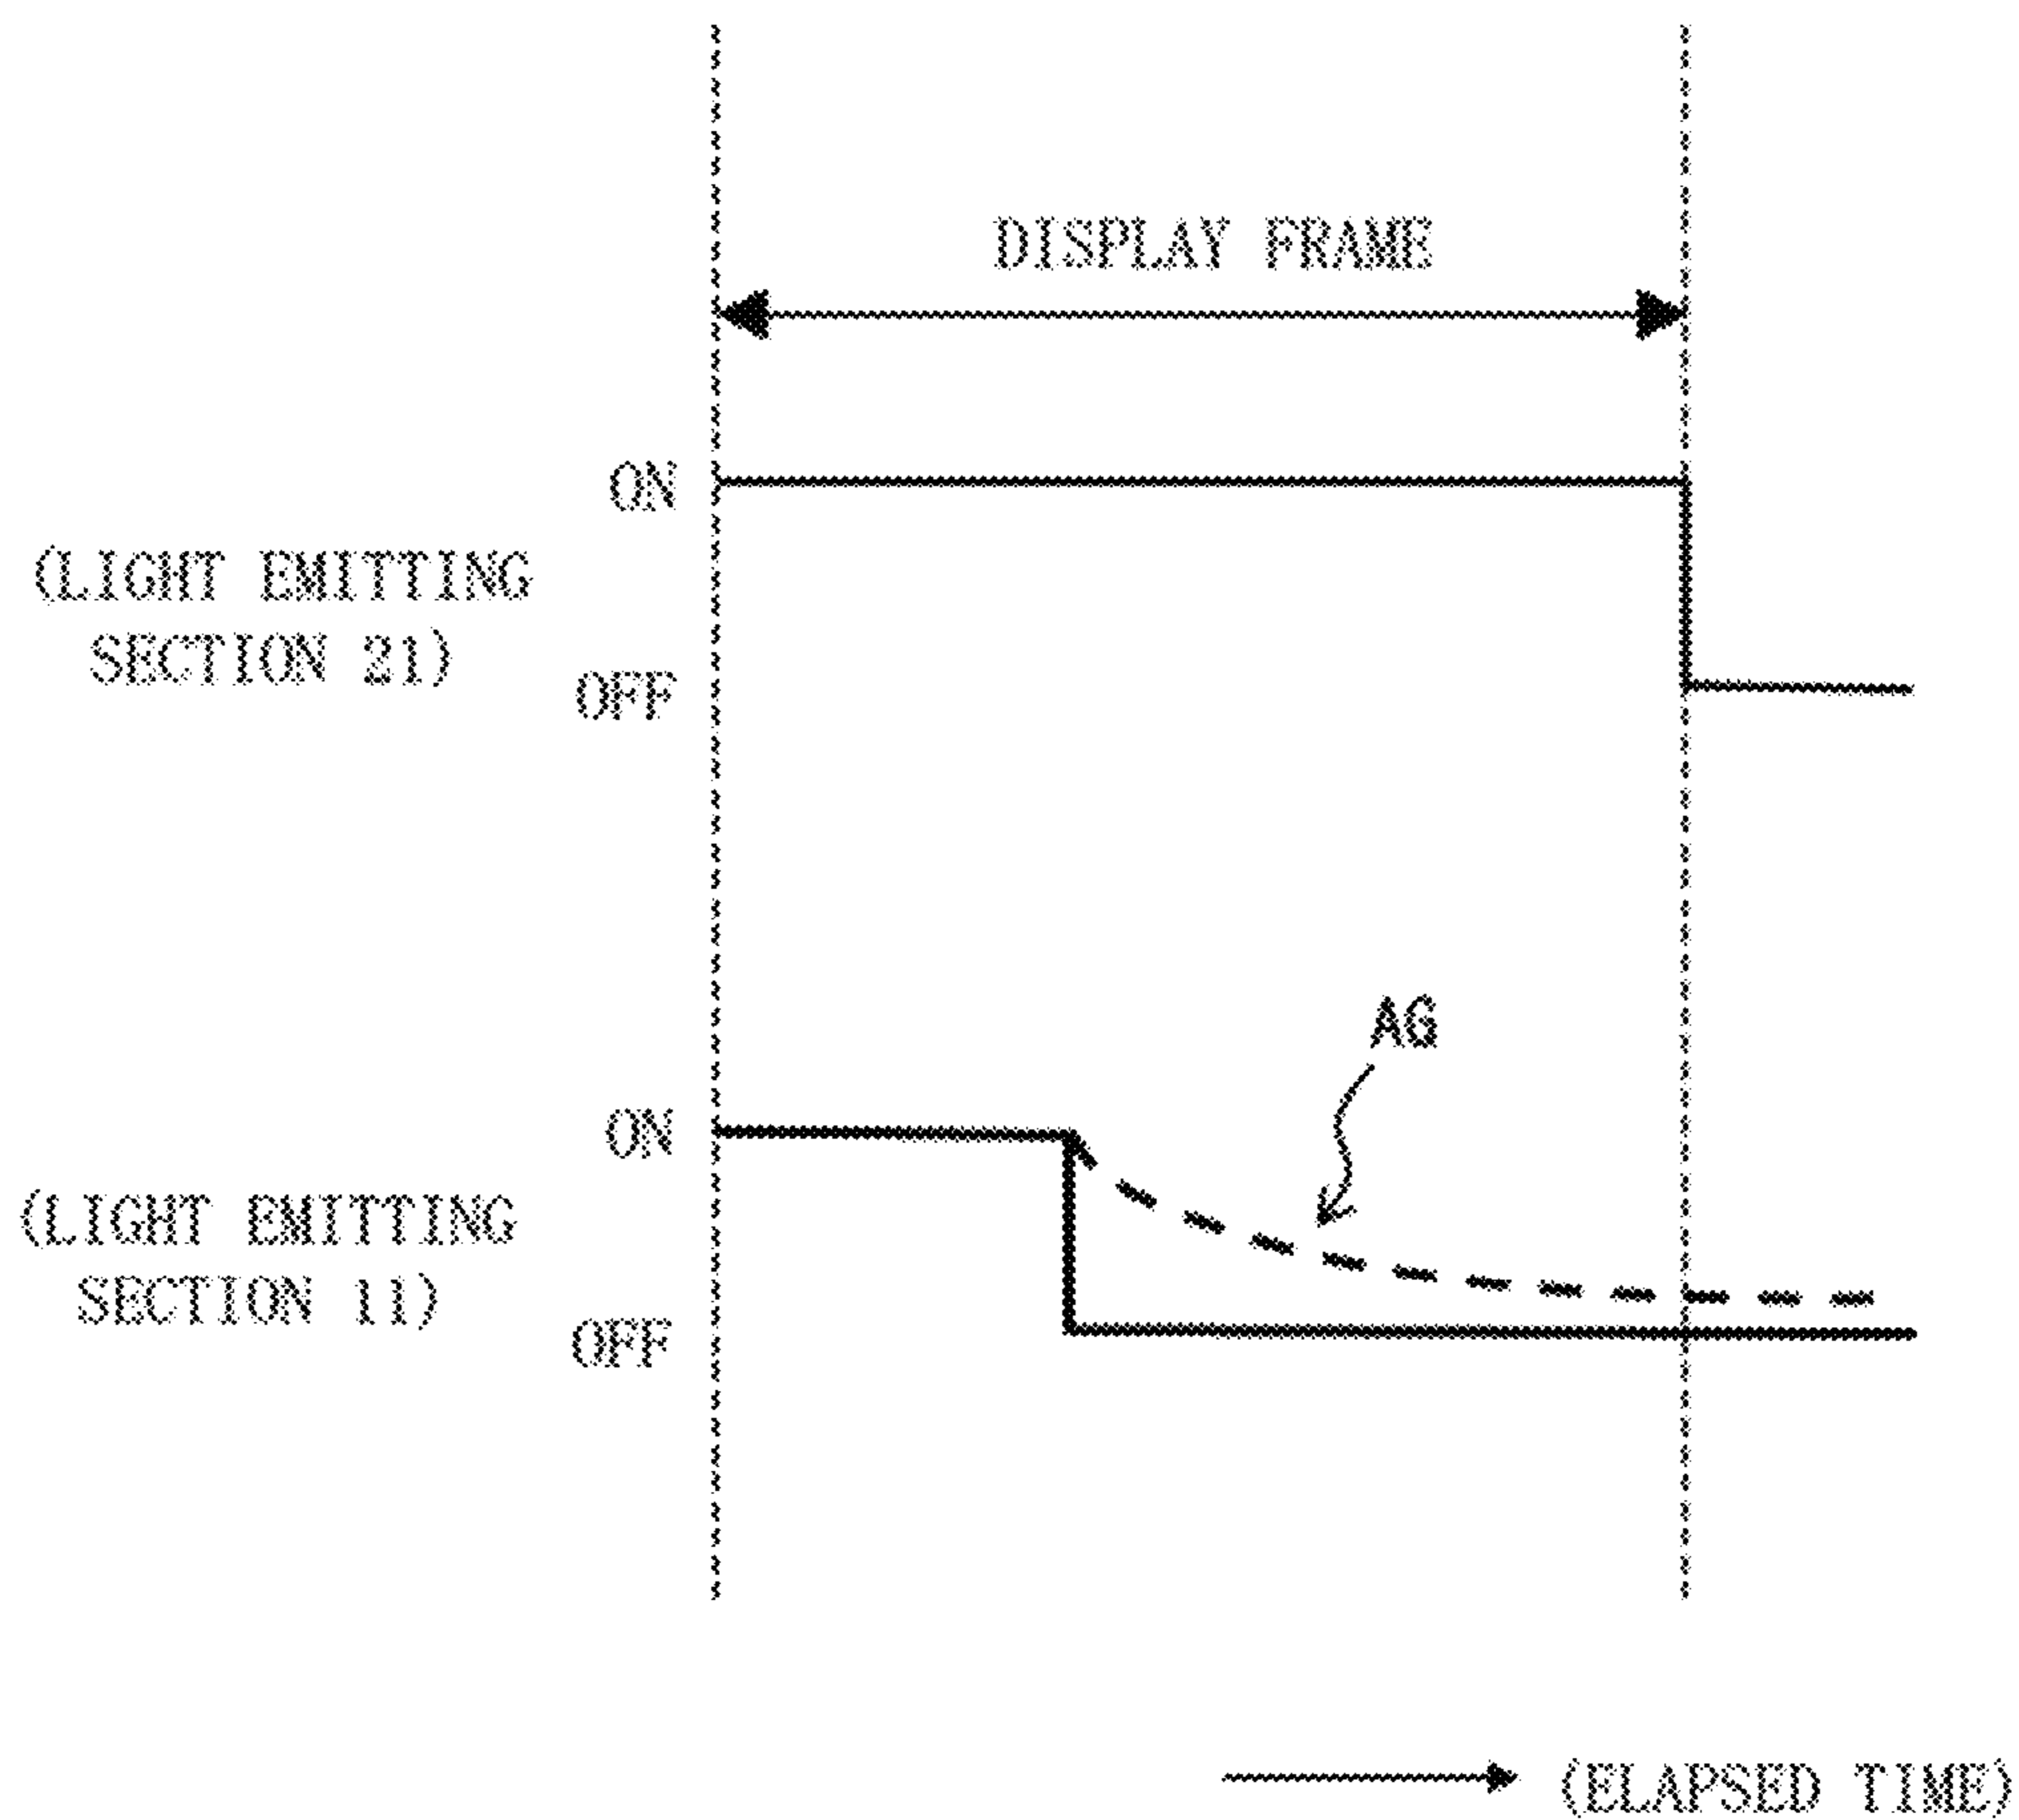 DISPLAY FRAME
ON
(LIGHT EMITTING
SECTION 21)
OFF
AG
ON
(LIGHT EMITTING
SECTION 11)
OFF
(ELAPSED TIME)